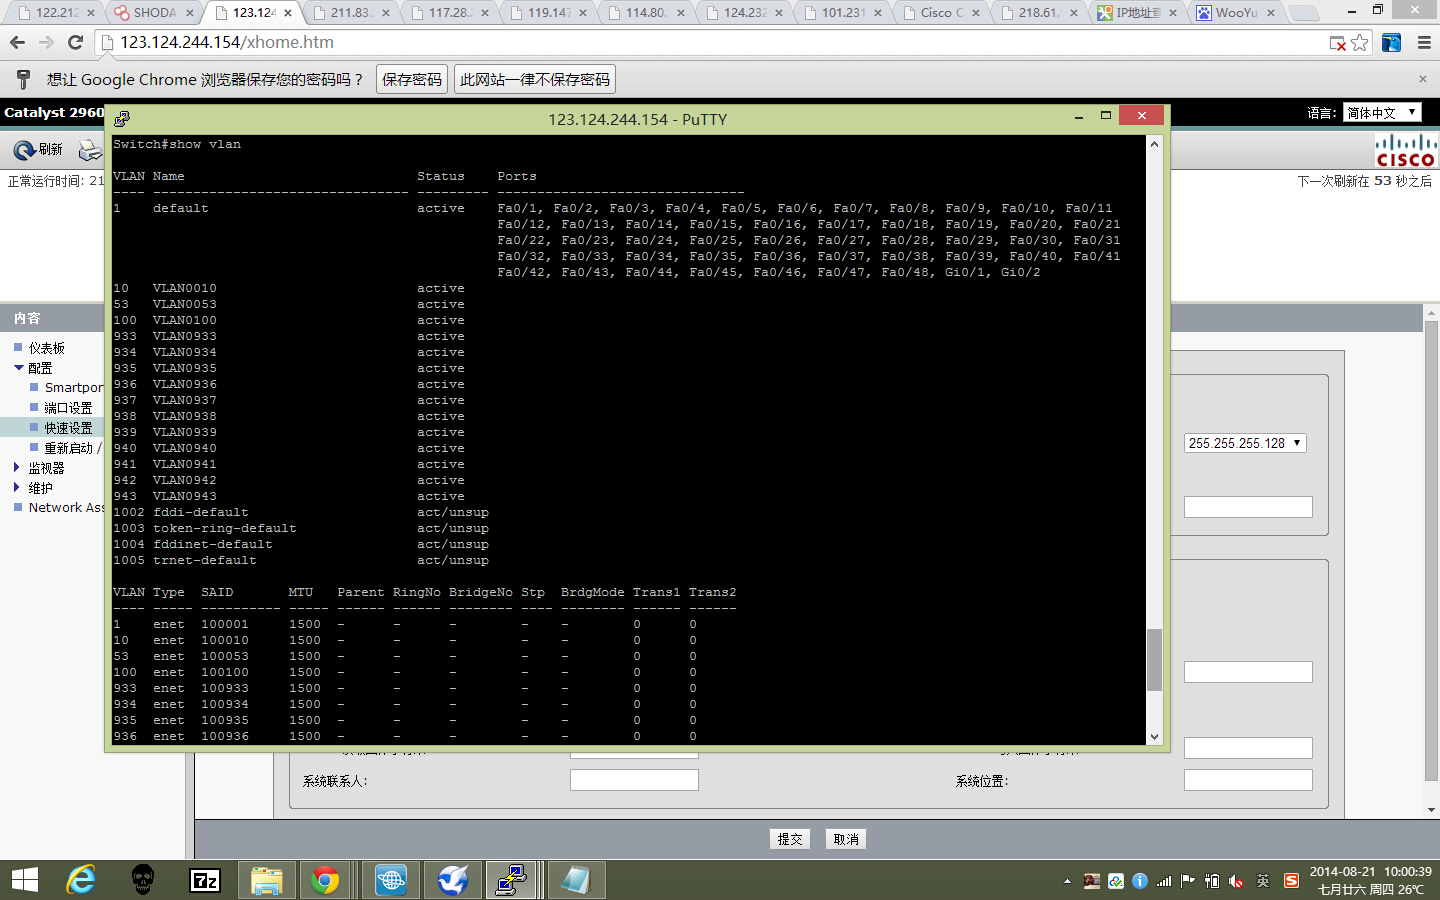 122.212
SHODA
123.124
211.83.
117.28.
119.147
114.80.
124.232
101.231
Cisco C
218.61.
IP地址查
WooYu
123.124.244.154/xhome.htm
想让 Google Chrome 浏览器保存您的密码吗？ 保存密码 此网站一律不保存密码
Catalyst 2960
语言: 简体中文
123.124.244.154 - PuTTY
刷新
CISCO
正常运行时间: 21
下一次刷新在 53 秒之后
内容
仪表板
配置
Smartpor
端口设置
快速设置
重新启动 /
监视器
维护
Network Ass
Switch#show vlan
VLAN Name Status Ports
---- -------------------------------- --------- -------------------------------
1 default active Fa0/1, Fa0/2, Fa0/3, Fa0/4, Fa0/5, Fa0/6, Fa0/7, Fa0/8, Fa0/9, Fa0/10, Fa0/11
Fa0/12, Fa0/13, Fa0/14, Fa0/15, Fa0/16, Fa0/17, Fa0/18, Fa0/19, Fa0/20, Fa0/21
Fa0/22, Fa0/23, Fa0/24, Fa0/25, Fa0/26, Fa0/27, Fa0/28, Fa0/29, Fa0/30, Fa0/31
Fa0/32, Fa0/33, Fa0/34, Fa0/35, Fa0/36, Fa0/37, Fa0/38, Fa0/39, Fa0/40, Fa0/41
Fa0/42, Fa0/43, Fa0/44, Fa0/45, Fa0/46, Fa0/47, Fa0/48, Gi0/1, Gi0/2
10 VLAN0010 active
53 VLAN0053 active
100 VLAN0100 active
933 VLAN0933 active
934 VLAN0934 active
935 VLAN0935 active
936 VLAN0936 active
937 VLAN0937 active
938 VLAN0938 active
939 VLAN0939 active
940 VLAN0940 active
941 VLAN0941 active
942 VLAN0942 active
943 VLAN0943 active
1002 fddi-default act/unsup
1003 token-ring-default act/unsup
1004 fddinet-default act/unsup
1005 trnet-default act/unsup
VLAN Type SAID MTU Parent RingNo BridgeNo Stp BrdgMode Trans1 Trans2
---- ----- ---------- ----- ------ ------ -------- ---- -------- ------ ------
1 enet 100001 1500 - - - - - 0 0
10 enet 100010 1500 - - - - - 0 0
53 enet 100053 1500 - - - - - 0 0
100 enet 100100 1500 - - - - - 0 0
933 enet 100933 1500 - - - - - 0 0
934 enet 100934 1500 - - - - - 0 0
935 enet 100935 1500 - - - - - 0 0
936 enet 100936 1500 - - - - - 0 0
255.255.255.128
系统联系人:
系统位置:
提交 取消
7z
英
2014-08-21 10:00:39
七月廿六 周四 26℃